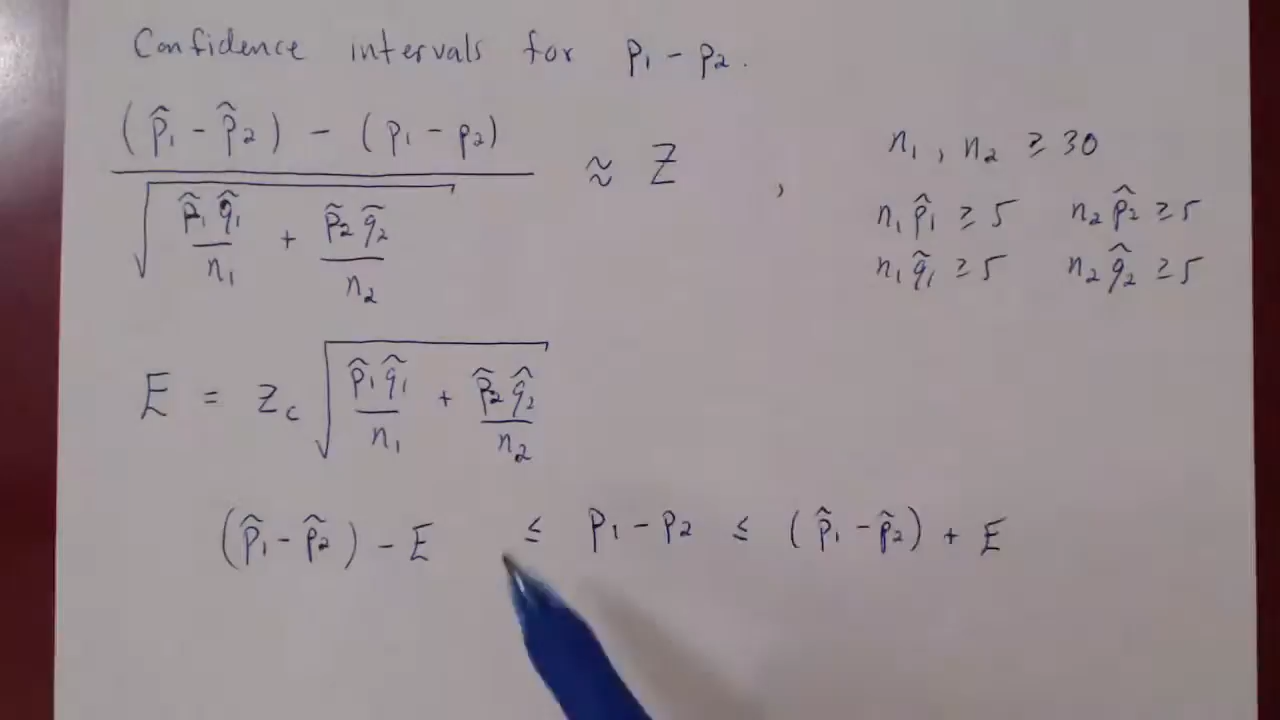 Confidence intervals for p₁ - p₂.
(p̂₁ - p̂₂) - (p₁ - p₂)
√ p̂₁q̂₁/n₁ + p̂₂q̂₂/n₂ ≈ Z ,
n₁ , n₂ ≥ 30
n₁p̂₁ ≥ 5 n₂p̂₂ ≥ 5
n₁q̂₁ ≥ 5 n₂q̂₂ ≥ 5
E = z_c √ p̂₁q̂₁/n₁ + p̂₂q̂₂/n₂
(p̂₁ - p̂₂) - E ≤ p₁ - p₂ ≤ (p̂₁ - p̂₂) + E